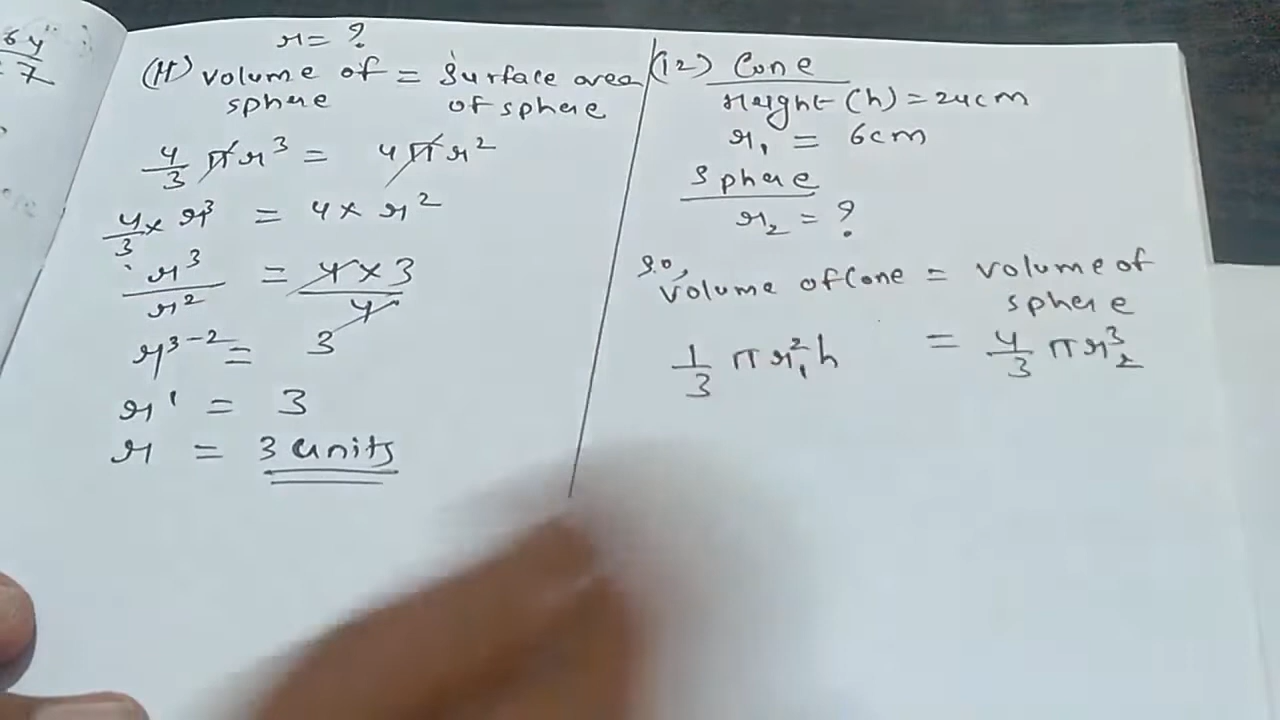 64
7
r = ?
(11) volume of = Surface area
sphere of sphere
4/3 πr³ = 4πr²
4/3 × r³ = 4 × r²
r³/r² = 4×3/4
r³⁻² = 3
r¹ = 3
r = 3 units
(12) Cone
Height (h) = 24cm
r₁ = 6cm
Sphere
r₂ = ?
So,
volume of Cone = volume of
sphere
1/3 πr₁²h = 4/3 πr₂³